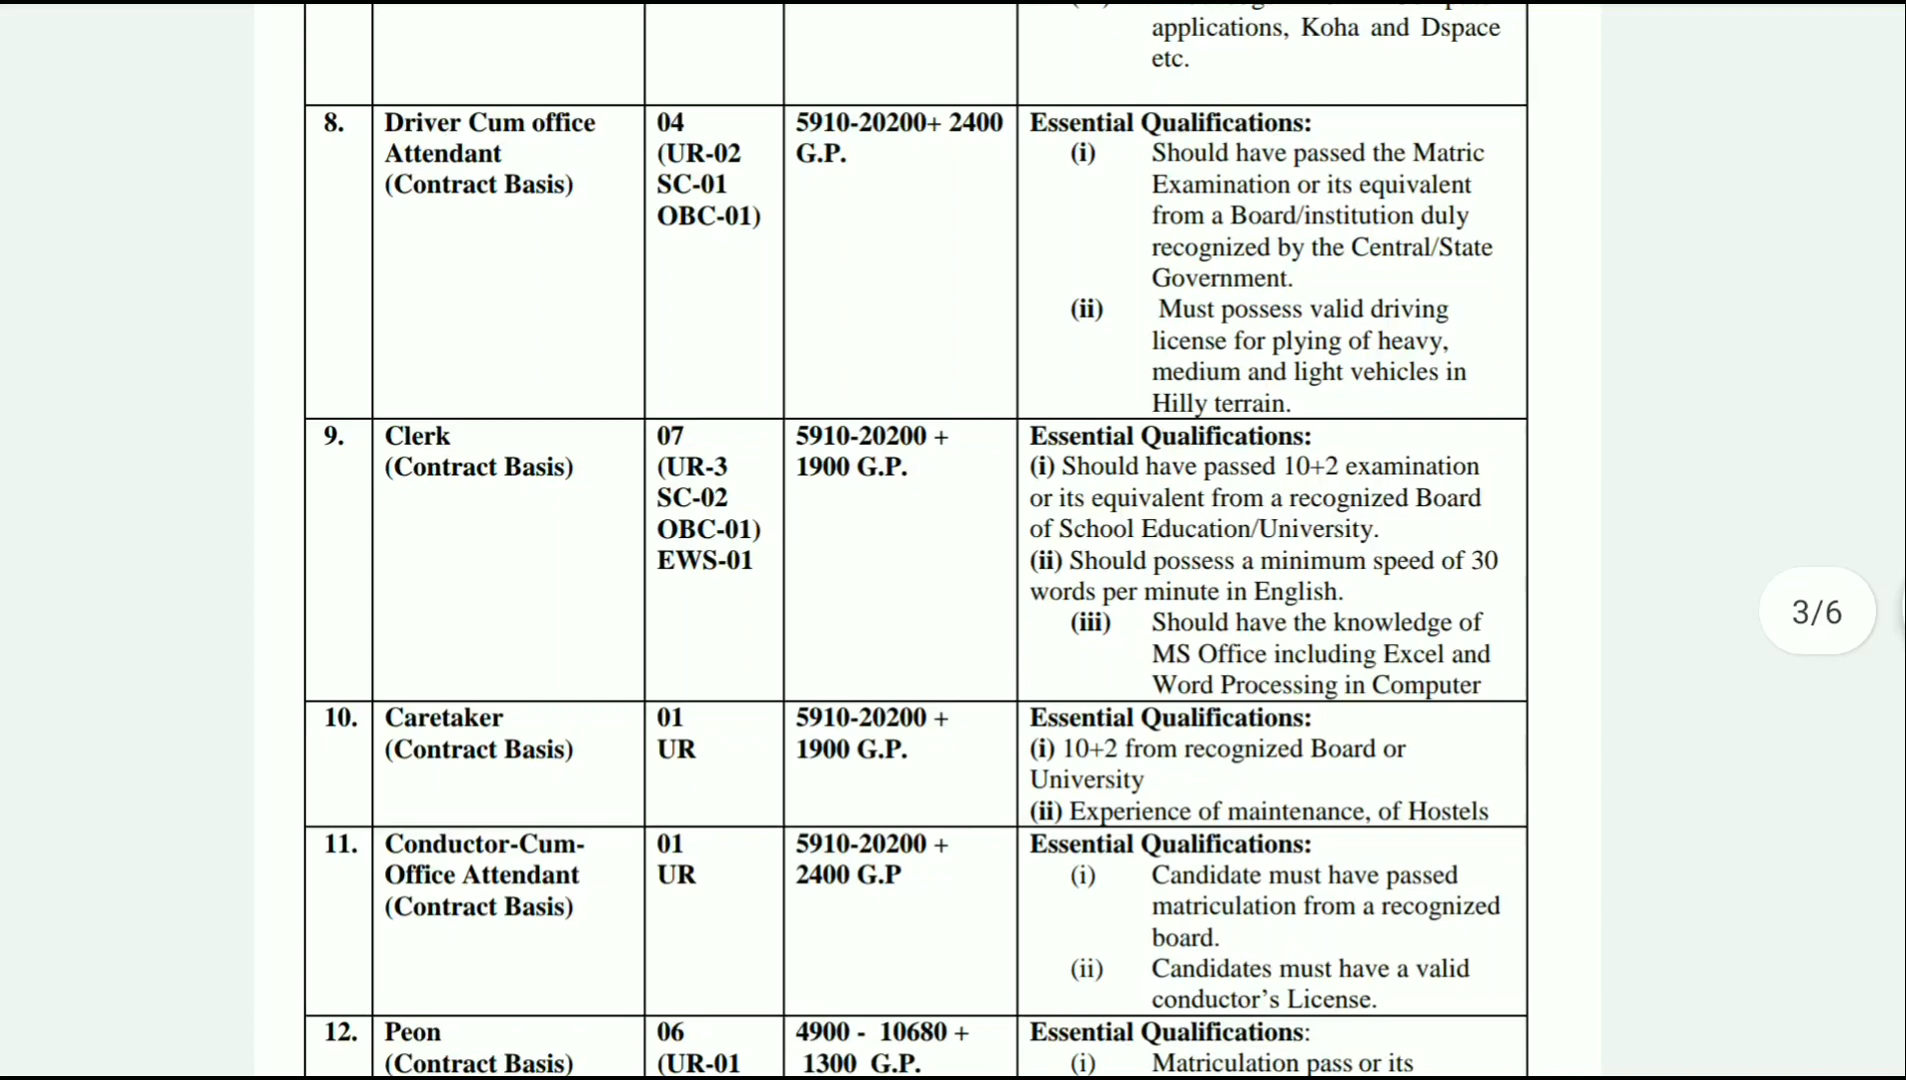 applications, Koha and Dspace
etc.
8.
Driver Cum office
Attendant
(Contract Basis)
04
(UR-02
SC-01
OBC-01)
5910-20200+ 2400
G.P.
Essential Qualifications:
(i) Should have passed the Matric
Examination or its equivalent
from a Board/institution duly
recognized by the Central/State
Government.
(ii) Must possess valid driving
license for plying of heavy,
medium and light vehicles in
Hilly terrain.
9.
Clerk
(Contract Basis)
07
(UR-3
SC-02
OBC-01)
EWS-01
5910-20200 +
1900 G.P.
Essential Qualifications:
(i) Should have passed 10+2 examination
or its equivalent from a recognized Board
of School Education/University.
(ii) Should possess a minimum speed of 30
words per minute in English.
(iii) Should have the knowledge of
MS Office including Excel and
Word Processing in Computer
10.
Caretaker
(Contract Basis)
01
UR
5910-20200 +
1900 G.P.
Essential Qualifications:
(i) 10+2 from recognized Board or
University
(ii) Experience of maintenance, of Hostels
11.
Conductor-Cum-
Office Attendant
(Contract Basis)
01
UR
5910-20200 +
2400 G.P
Essential Qualifications:
(i) Candidate must have passed
matriculation from a recognized
board.
(ii) Candidates must have a valid
conductor’s License.
12.
Peon
(Contract Basis)
06
(UR-01
4900 - 10680 +
1300 G.P.
Essential Qualifications:
(i) Matriculation pass or its
3/6